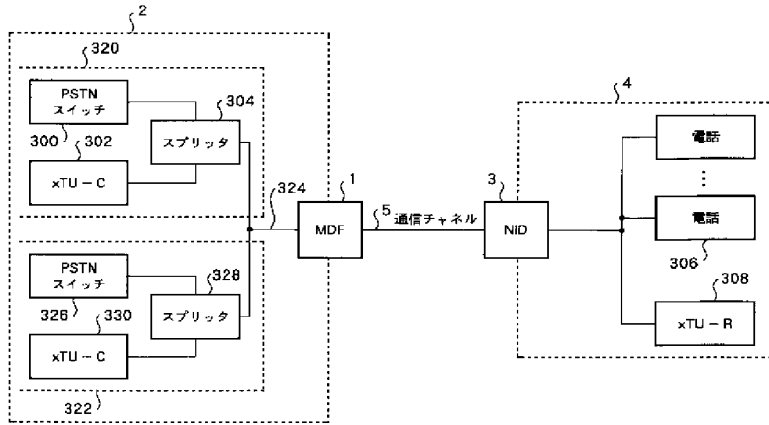 2
320
PSTN
スイッチ
304
300
302
スプリッタ
xTU-C
324
1
MDF
5
通信チャネル
3
NID
4
電話
⋮
電話
306
308
xTU-R
PSTN
スイッチ
328
326
330
スプリッタ
xTU-C
322